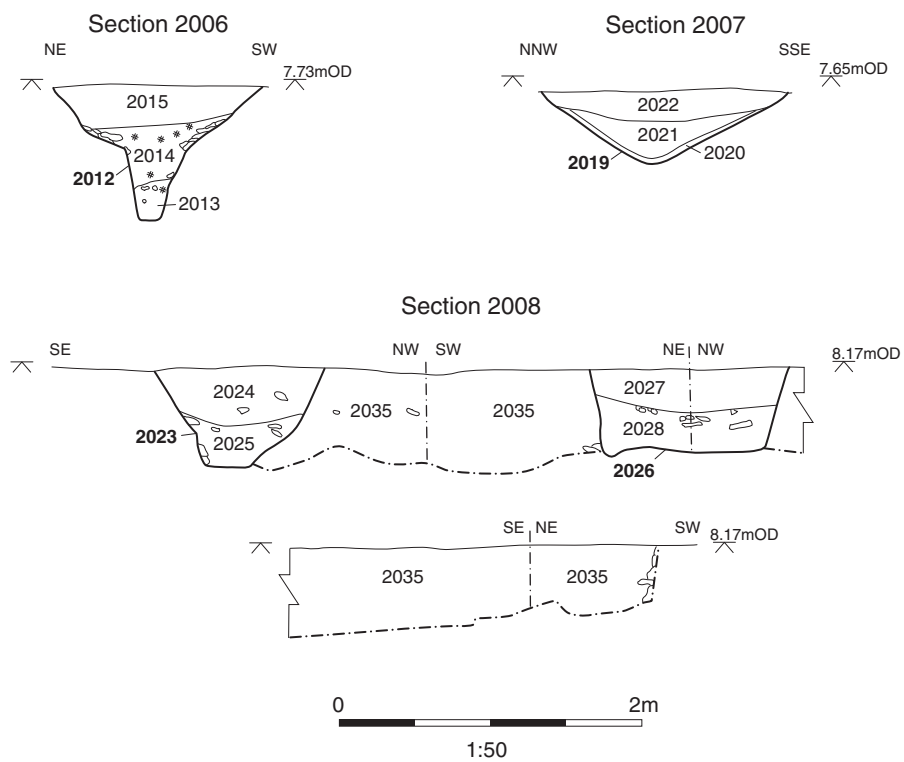 Section 2006
NE SW
7.73mOD
2015
2014
2012
2013
Section 2007
NNW SSE
7.65mOD
2022
2021
2020
2019
Section 2008
SE NW SW NE NW
8.17mOD
2024 2027
2035 2035
2023 2025 2028
2026
SE NE SW
8.17mOD
2035 2035
0 2m
1:50